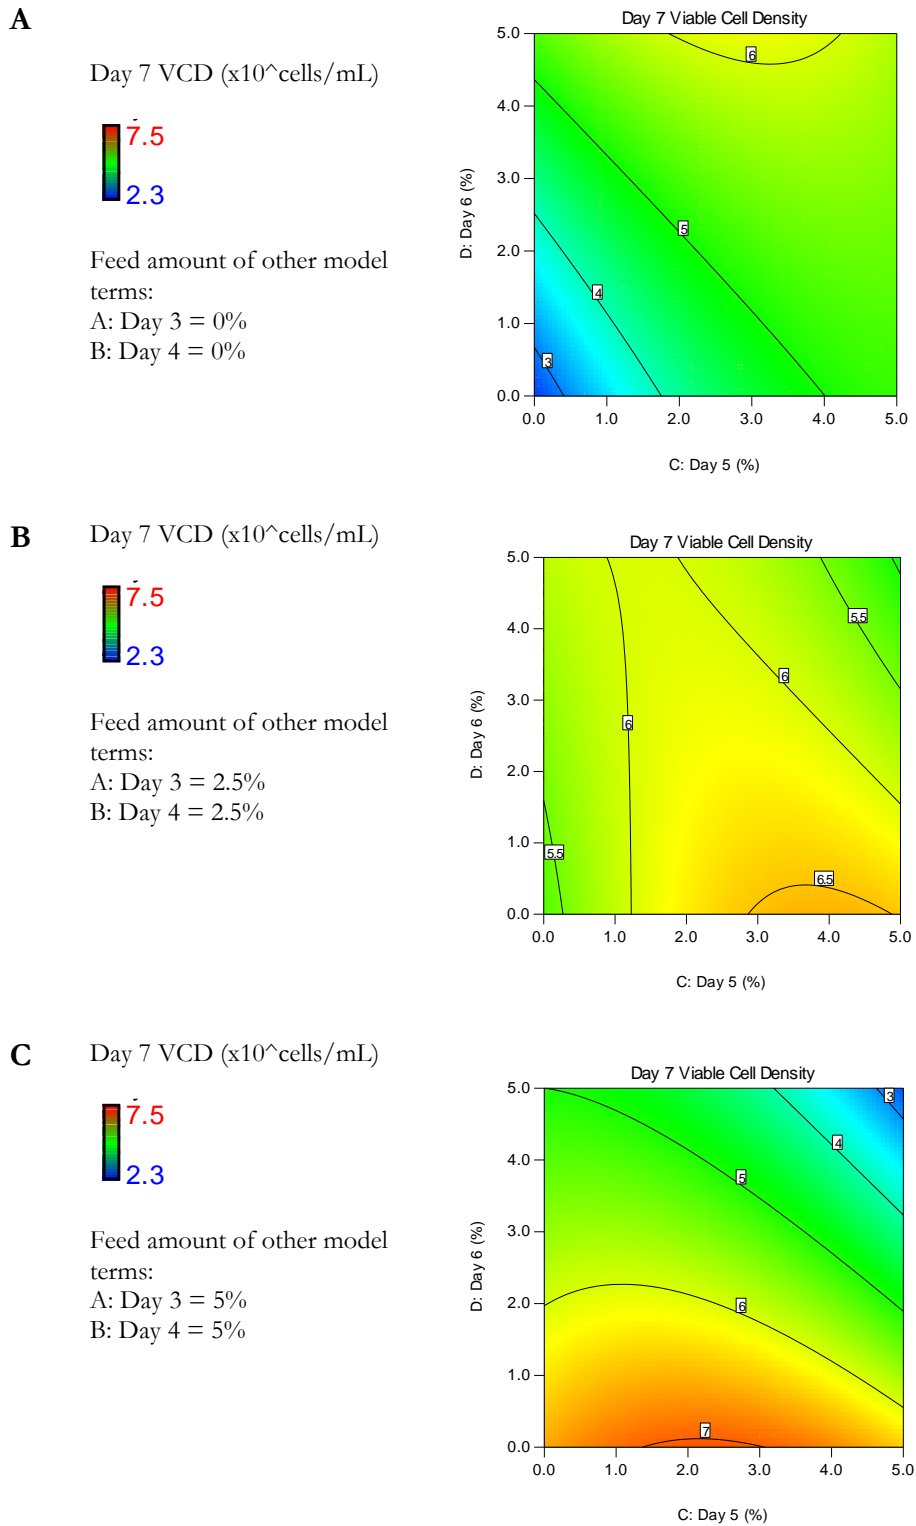 A
Day 7 VCD (x10^cells/mL)
7.5
2.3
Feed amount of other model
terms:
A: Day 3 = 0%
B: Day 4 = 0%
Day 7 Viable Cell Density
5.0
4.0
3.0
2.0
1.0
0.0
D: Day 6 (%)
6
5
4
3
0.0 1.0 2.0 3.0 4.0 5.0
C: Day 5 (%)
B
Day 7 VCD (x10^cells/mL)
7.5
2.3
Feed amount of other model
terms:
A: Day 3 = 2.5%
B: Day 4 = 2.5%
Day 7 Viable Cell Density
5.0
4.0
3.0
2.0
1.0
0.0
D: Day 6 (%)
5.5
6
6
5.5
6.5
0.0 1.0 2.0 3.0 4.0 5.0
C: Day 5 (%)
C
Day 7 VCD (x10^cells/mL)
7.5
2.3
Feed amount of other model
terms:
A: Day 3 = 5%
B: Day 4 = 5%
Day 7 Viable Cell Density
5.0
4.0
3.0
2.0
1.0
0.0
D: Day 6 (%)
3
4
5
6
7
0.0 1.0 2.0 3.0 4.0 5.0
C: Day 5 (%)